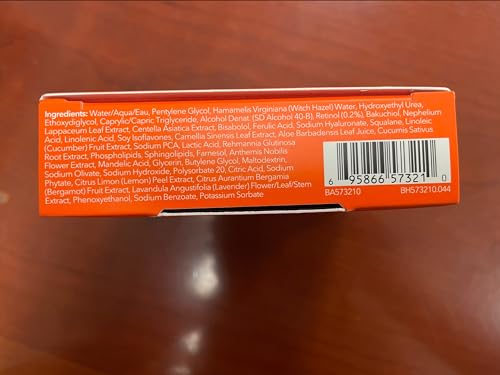 Ingredients: Water/Aqua/Eau, Pentylene Glycol, Hamamelis Virginiana (Witch Hazel) Water, Hydroxyethyl Urea,
Ethoxydiglycol, Caprylic/Capric Triglyceride, Alcohol Denat. (SD Alcohol 40-B), Retinol (0.2%), Bakuchiol, Nephelium
Lappaceum Leaf Extract, Centella Asiatica Extract, Bisabolol, Ferulic Acid, Sodium Hyaluronate, Squalane, Linoleic
Acid, Linolenic Acid, Soy Isoflavones, Camellia Sinensis Leaf Extract, Aloe Barbadensis Leaf Juice, Cucumis Sativus
(Cucumber) Fruit Extract, Sodium PCA, Lactic Acid, Rehmannia Glutinosa
Root Extract, Phospholipids, Sphingolipids, Farnesol, Anthemis Nobilis
Flower Extract, Mandelic Acid, Glycerin, Butylene Glycol, Maltodextrin,
Sodium Olivate, Sodium Hydroxide, Polysorbate 20, Citric Acid, Sodium
Phytate, Citrus Limon (Lemon) Peel Extract, Citrus Aurantium Bergamia
(Bergamot) Fruit Extract, Lavandula Angustifolia (Lavender) Flower/Leaf/Stem
Extract, Phenoxyethanol, Sodium Benzoate, Potassium Sorbate
6 95866 57321 0
BA573210 BH573210.044